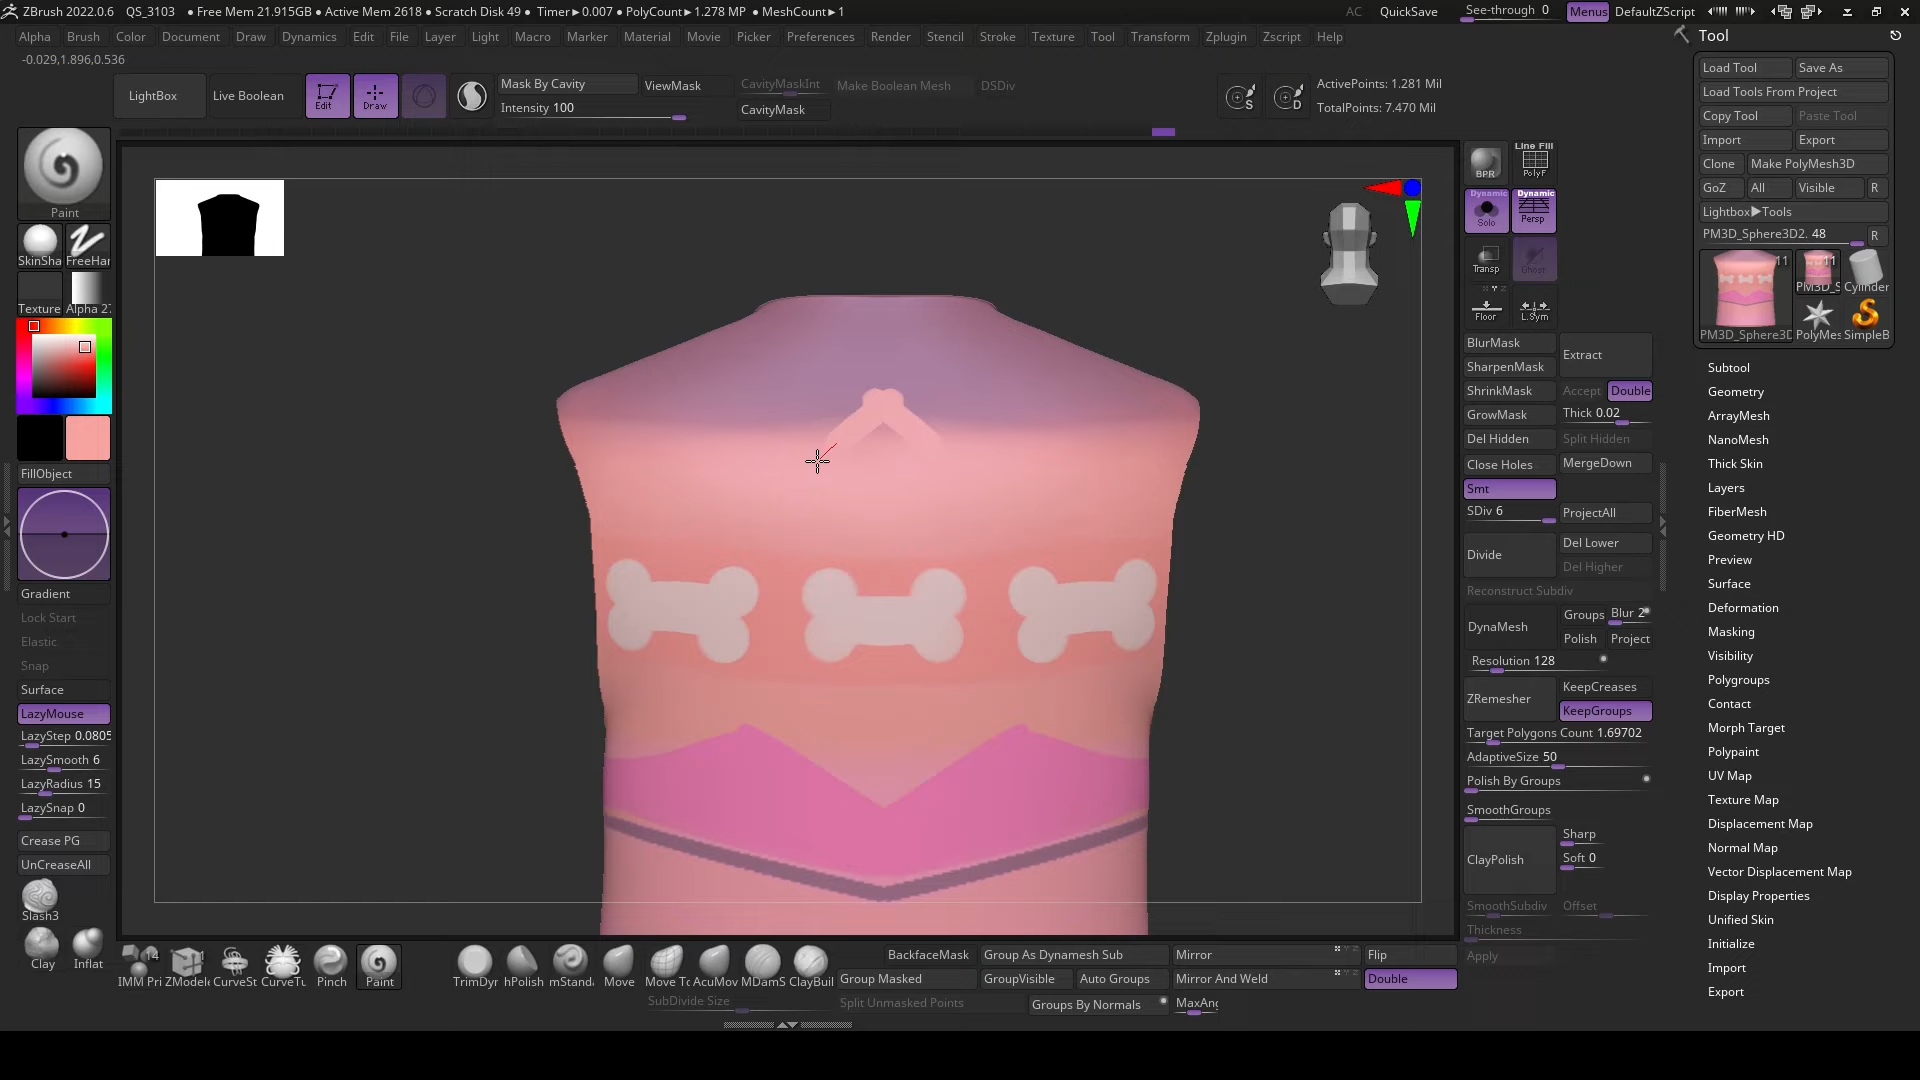 ZBrush 2022.0.6 QS_3103 ● Free Mem 21.915GB ● Active Mem 2618 ● Scratch Disk 49 ● Timer►0.007 ● PolyCount►1.278 MP ● MeshCount►1 AC QuickSave See-through 0 Menus DefaultZScript
Alpha Brush Color Document Draw Dynamics Edit File Layer Light Macro Marker Material Movie Picker Preferences Render Stencil Stroke Texture Tool Transform Zplugin Zscript Help
Tool
-0.029,1.896,0.536
LightBox
Live Boolean
Edit
Draw
Mask By Cavity
Intensity 100
ViewMask
CavityMaskInt
CavityMask
Make Boolean Mesh
DSDiv
S
D
ActivePoints: 1.281 Mil
TotalPoints: 7.470 Mil
Load Tool Save As
Load Tools From Project
Copy Tool Paste Tool
Import Export
Clone Make PolyMesh3D
GoZ All Visible R
Lightbox►Tools
PM3D_Sphere3D2. 48 R
11
11
PM3D_S Cylinder
PM3D_Sphere3D PolyMes SimpleB
Subtool
Geometry
ArrayMesh
NanoMesh
Thick Skin
Layers
FiberMesh
Geometry HD
Preview
Surface
Deformation
Masking
Visibility
Polygroups
Contact
Morph Target
Polypaint
UV Map
Texture Map
Displacement Map
Normal Map
Vector Displacement Map
Display Properties
Unified Skin
Initialize
Import
Export
Paint
SkinSha FreeHan
Texture Alpha 27
FillObject
Gradient
Lock Start
Elastic
Snap
Surface
LazyMouse
LazyStep 0.0805
LazySmooth 6
LazyRadius 15
LazySnap 0
Crease PG
UnCreaseAll
Slash3
Clay Inflat
BPR
Line Fill
PolyF
Dynamic
Solo
Dynamic
Persp
Transp
Ghost
Floor
L.Sym
BlurMask
SharpenMask
Extract
ShrinkMask Accept Double
GrowMask Thick 0.02
Del Hidden Split Hidden
Close Holes MergeDown
Smt
SDiv 6 ProjectAll
Divide
Del Lower
Del Higher
Reconstruct Subdiv
DynaMesh
Groups Blur 2
Polish Project
Resolution 128
ZRemesher
KeepCreases
KeepGroups
Target Polygons Count 1.69702
AdaptiveSize 50
Polish By Groups
SmoothGroups
ClayPolish
Sharp
Soft 0
SmoothSubdiv Offset
Thickness
Apply
14
1
IMM Pri ZModele CurveSt CurveTu Pinch Paint
TrimDyn hPolish mStand Move Move To AcuMov MDamS ClayBuil
BackfaceMask Group As Dynamesh Sub Mirror Flip
Group Masked GroupVisible Auto Groups Mirror And Weld Double
SubDivide Size Split Unmasked Points Groups By Normals MaxAng